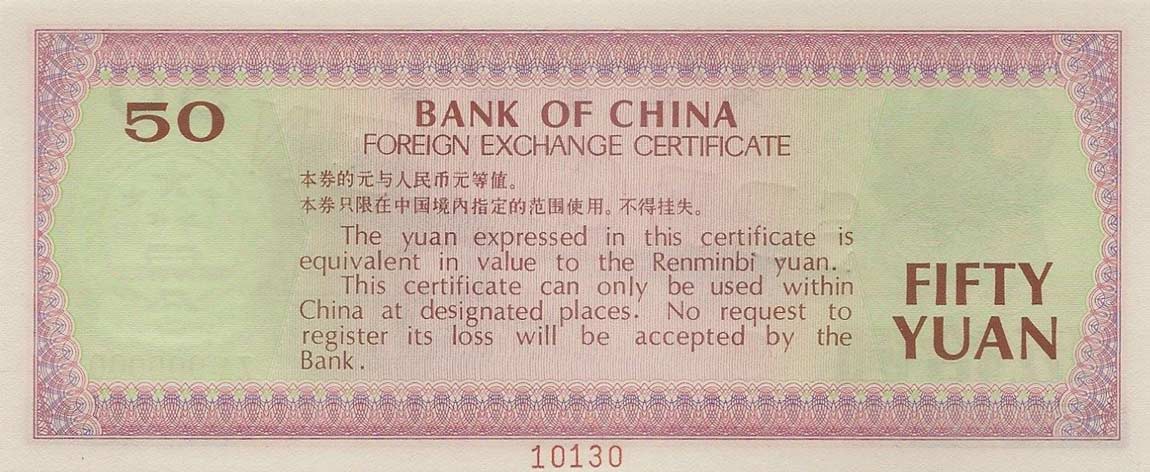 50
BANK OF CHINA
FOREIGN EXCHANGE CERTIFICATE
本券的元与人民币元等值。
本券只限在中国境内指定的范围使用。不得挂失。
The yuan expressed in this certificate is
equivalent in value to the Renminbi yuan.
This certificate can only be used within
China at designated places. No request to
register its loss will be accepted by the
Bank.
FIFTY
YUAN
10130